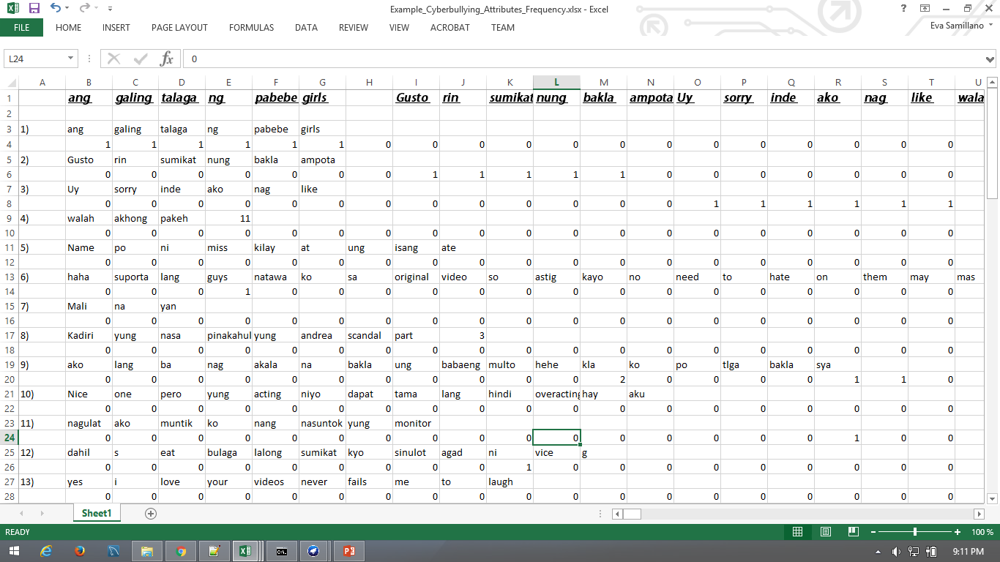 Example_Cyberbullying_Attributes_Frequency.xlsx - Excel
FILE HOME INSERT PAGE LAYOUT FORMULAS DATA REVIEW VIEW ACROBAT TEAM Eva Samillano
L24 fx 0
A B C D E F G H I J K L M N O P Q R S T U
1 ang galing talaga ng pabebe girls Gusto rin sumikat nung bakla ampota Uy sorry inde ako nag like wala
2
3 1) ang galing talaga ng pabebe girls
4 1 1 1 1 1 1 0 0 0 0 0 0 0 0 0 0 0 0 0
5 2) Gusto rin sumikat nung bakla ampota
6 0 0 0 0 0 0 0 1 1 1 1 1 0 0 0 0 0 0 0
7 3) Uy sorry inde ako nag like
8 0 0 0 0 0 0 0 0 0 0 0 0 0 1 1 1 1 1 1
9 4) walah akhong pakeh 11
10 0 0 0 0 0 0 0 0 0 0 0 0 0 0 0 0 0 0 0
11 5) Name po ni miss kilay at ung isang ate
12 0 0 0 0 0 0 0 0 0 0 0 0 0 0 0 0 0 0 0
13 6) haha suporta lang guys natawa ko sa original video so astig kayo no need to hate on them may mas
14 0 0 0 1 0 0 0 0 0 0 0 0 0 0 0 0 0 0 0
15 7) Mali na yan
16 0 0 0 0 0 0 0 0 0 0 0 0 0 0 0 0 0 0 0
17 8) Kadiri yung nasa pinakahul yung andrea scandal part 3
18 0 0 0 0 0 0 0 0 0 0 0 0 0 0 0 0 0 0 0
19 9) ako lang ba nag akala na bakla ung babaeng multo hehe kla ko po tlga bakla sya
20 0 0 0 0 0 0 0 0 0 0 0 2 0 0 0 0 1 1 0
21 10) Nice one pero yung acting niyo dapat tama lang hindi overacting hay aku
22 0 0 0 0 0 0 0 0 0 0 0 0 0 0 0 0 0 0 0
23 11) nagulat ako muntik ko nang nasuntok yung monitor
24 0 0 0 0 0 0 0 0 0 0 0 0 0 0 0 0 1 0 0
25 12) dahil s eat bulaga lalong sumikat kyo sinulot agad ni vice g
26 0 0 0 0 0 0 0 0 0 1 0 0 0 0 0 0 0 0 0
27 13) yes i love your videos never fails me to laugh
28 0 0 0 0 0 0 0 0 0 0 0 0 0 0 0 0 0 0 0
Sheet1
READY 100 %
9:11 PM